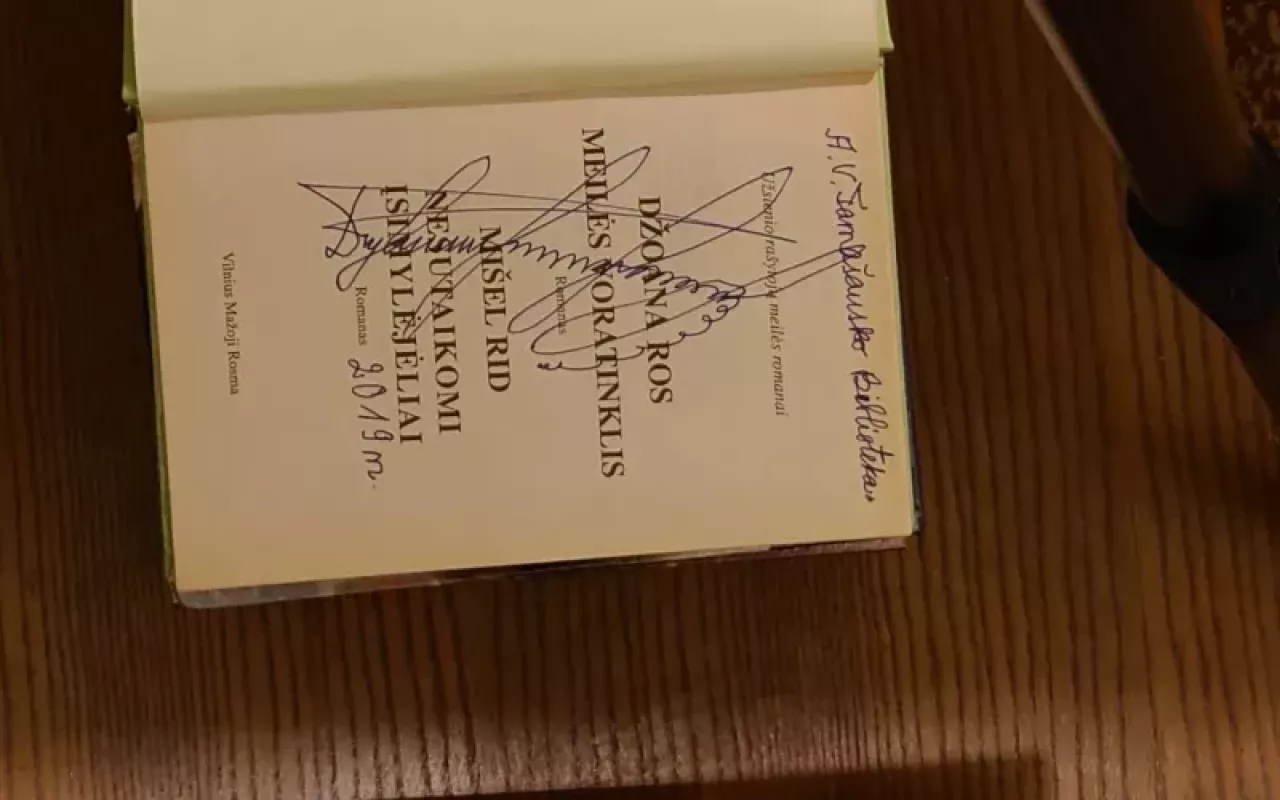 A. V. Tamašausko Biblioteka.
Užsienio rašytojų meilės romanai
DŽOANA ROS
MEILĖS VORATINKLIS
Romanas
MIŠEL RID
NESUTAIKOMI
ĮSIMYLĖJĖLIAI
Romanas
2019 m.
Vilnius Mažoji Rosma